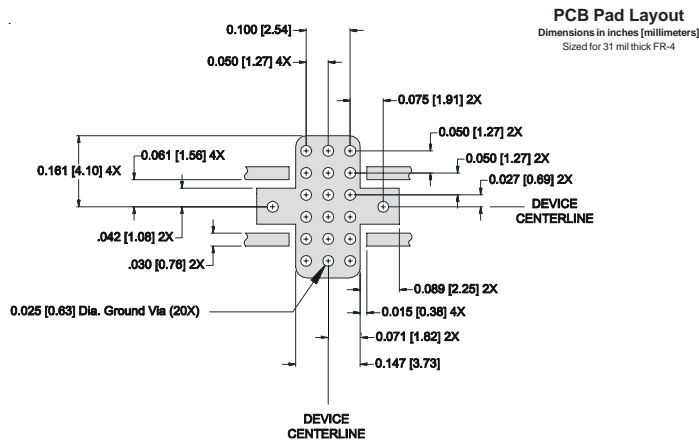 PCB Pad Layout
Dimensions in inches [millimeters]
Sized for 31 mil thick FR-4
0.100 [2.54]
0.050 [1.27] 4X
0.075 [1.91] 2X
0.050 [1.27] 2X
0.061 [1.56] 4X
0.050 [1.27] 2X
0.161 [4.10] 4X
0.027 [0.69] 2X
DEVICE
CENTERLINE
.042 [1.08] 2X
.030 [0.76] 2X
0.089 [2.25] 2X
0.025 [0.63] Dia. Ground Via (20X)
0.015 [0.38] 4X
0.071 [1.82] 2X
0.147 [3.73]
DEVICE
CENTERLINE